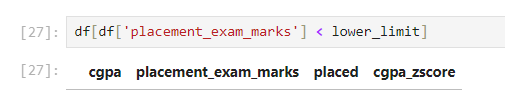 [27]: df[df['placement_exam_marks'] < lower_limit]
[27]: cgpa placement_exam_marks placed cgpa_zscore